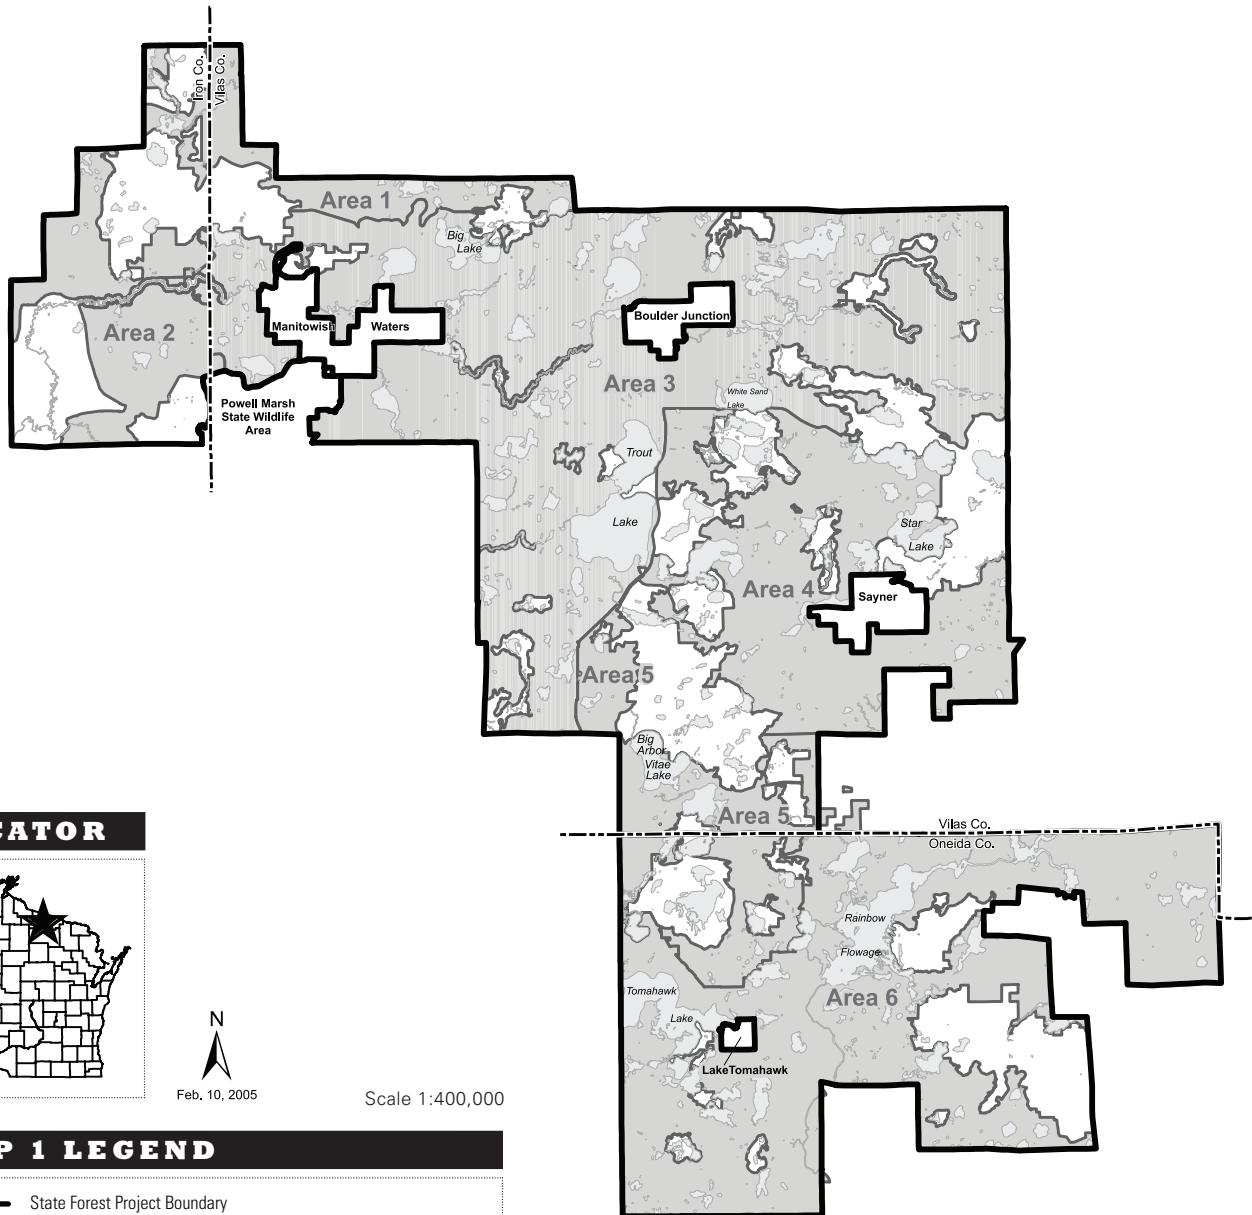 Iron Co.
Vilas Co.
Area 1
Big
Lake
Area 2
Manitowish
Waters
Boulder Junction
Powell Marsh
State Wildlife
Area
Area 3
White Sand
Lake
Trout
Lake
Star
Lake
Area 4
Sayner
Area 5
Big
Arbor
Vitae
Lake
Area 5
Vilas Co.
Oneida Co.
Rainbow
Flowage
Tomahawk
Lake
Area 6
LakeTomahawk
CATOR
N
Feb. 10, 2005
Scale 1:400,000
P 1 LEGEND
State Forest Project Boundary